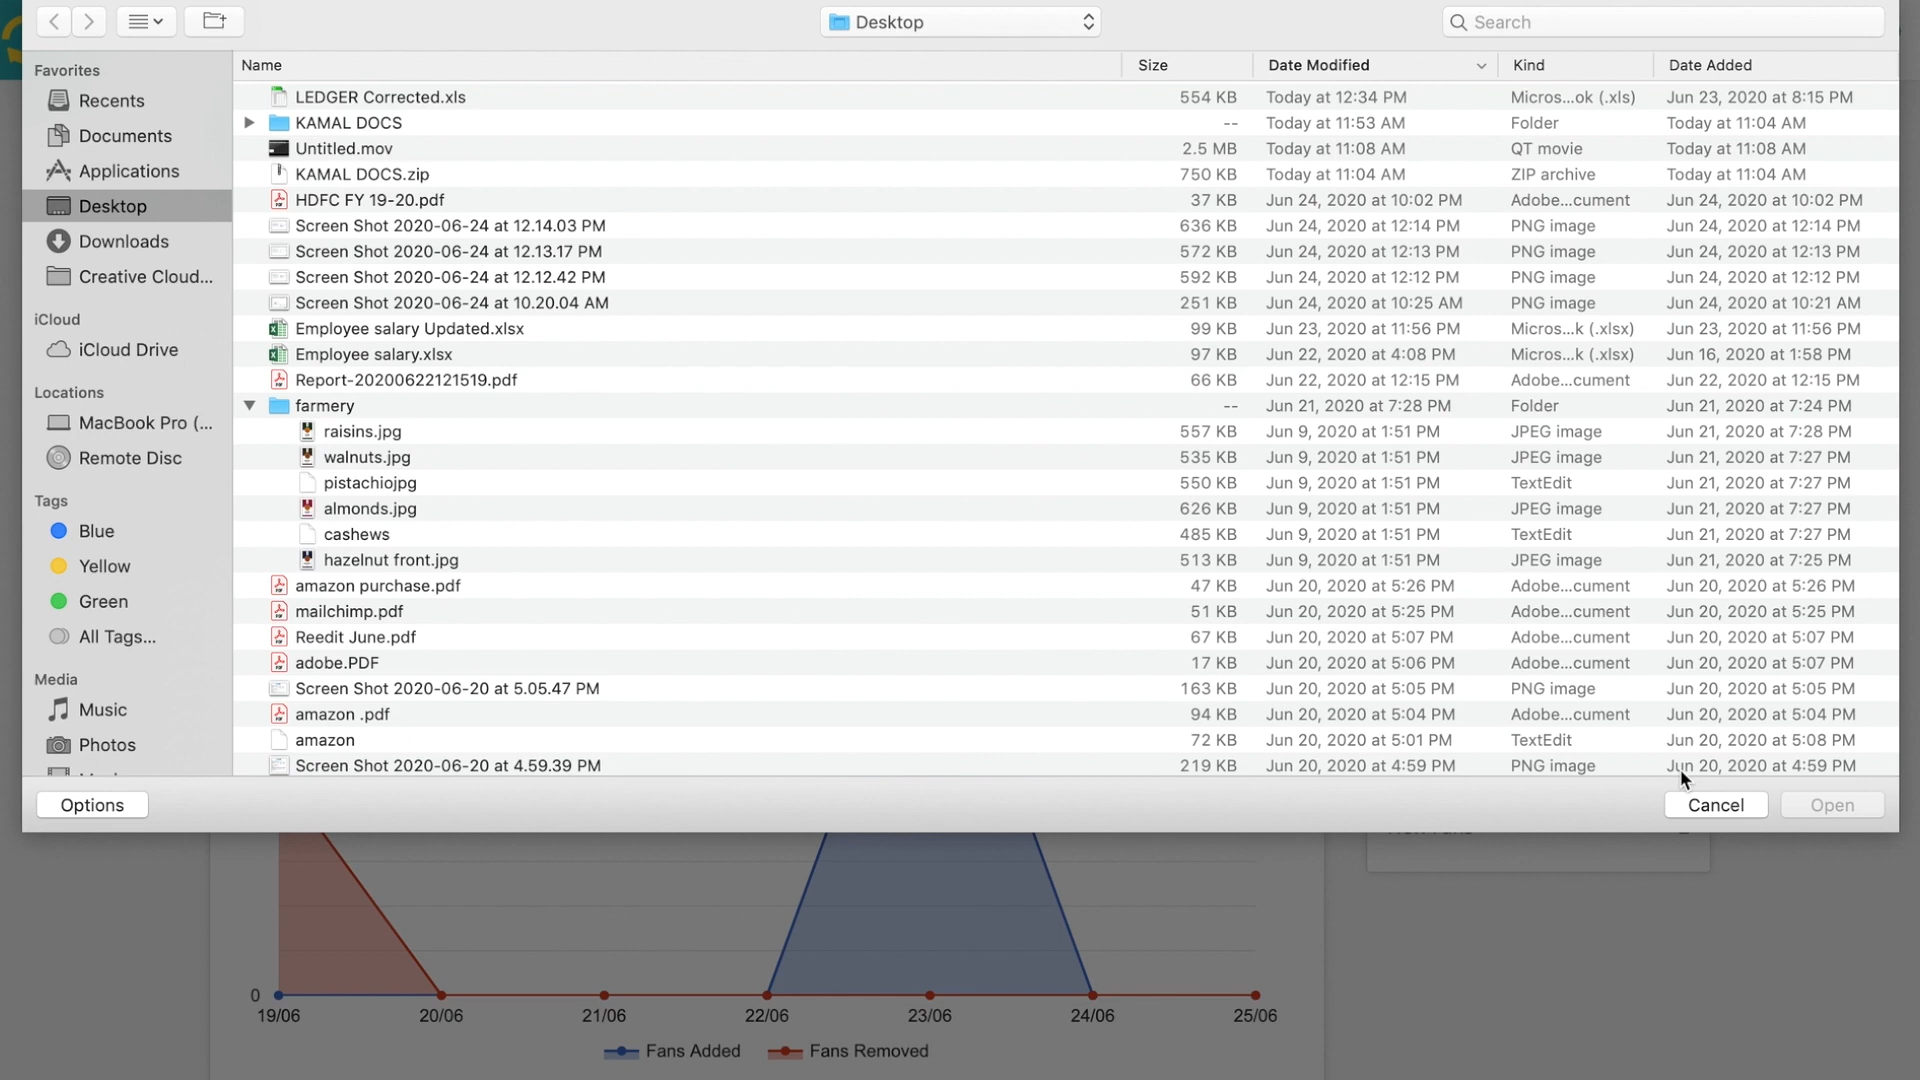 Desktop
Search
Favorites
Recents
Documents
Applications
Desktop
Downloads
Creative Cloud...
iCloud
iCloud Drive
Locations
MacBook Pro (...
Remote Disc
Tags
Blue
Yellow
Green
All Tags...
Media
Music
Photos
Name Size Date Modified Kind Date Added
LEDGER Corrected.xls 554 KB Today at 12:34 PM Micros...ok (.xls) Jun 23, 2020 at 8:15 PM
KAMAL DOCS -- Today at 11:53 AM Folder Today at 11:04 AM
Untitled.mov 2.5 MB Today at 11:08 AM QT movie Today at 11:08 AM
KAMAL DOCS.zip 750 KB Today at 11:04 AM ZIP archive Today at 11:04 AM
HDFC FY 19-20.pdf 37 KB Jun 24, 2020 at 10:02 PM Adobe...cument Jun 24, 2020 at 10:02 PM
Screen Shot 2020-06-24 at 12.14.03 PM 636 KB Jun 24, 2020 at 12:14 PM PNG image Jun 24, 2020 at 12:14 PM
Screen Shot 2020-06-24 at 12.13.17 PM 572 KB Jun 24, 2020 at 12:13 PM PNG image Jun 24, 2020 at 12:13 PM
Screen Shot 2020-06-24 at 12.12.42 PM 592 KB Jun 24, 2020 at 12:12 PM PNG image Jun 24, 2020 at 12:12 PM
Screen Shot 2020-06-24 at 10.20.04 AM 251 KB Jun 24, 2020 at 10:25 AM PNG image Jun 24, 2020 at 10:21 AM
Employee salary Updated.xlsx 99 KB Jun 23, 2020 at 11:56 PM Micros...k (.xlsx) Jun 23, 2020 at 11:56 PM
Employee salary.xlsx 97 KB Jun 22, 2020 at 4:08 PM Micros...k (.xlsx) Jun 16, 2020 at 1:58 PM
Report-20200622121519.pdf 66 KB Jun 22, 2020 at 12:15 PM Adobe...cument Jun 22, 2020 at 12:15 PM
farmery -- Jun 21, 2020 at 7:28 PM Folder Jun 21, 2020 at 7:24 PM
raisins.jpg 557 KB Jun 9, 2020 at 1:51 PM JPEG image Jun 21, 2020 at 7:28 PM
walnuts.jpg 535 KB Jun 9, 2020 at 1:51 PM JPEG image Jun 21, 2020 at 7:27 PM
pistachiojpg 550 KB Jun 9, 2020 at 1:51 PM TextEdit Jun 21, 2020 at 7:27 PM
almonds.jpg 626 KB Jun 9, 2020 at 1:51 PM JPEG image Jun 21, 2020 at 7:27 PM
cashews 485 KB Jun 9, 2020 at 1:51 PM TextEdit Jun 21, 2020 at 7:27 PM
hazelnut front.jpg 513 KB Jun 9, 2020 at 1:51 PM JPEG image Jun 21, 2020 at 7:25 PM
amazon purchase.pdf 47 KB Jun 20, 2020 at 5:26 PM Adobe...cument Jun 20, 2020 at 5:26 PM
mailchimp.pdf 51 KB Jun 20, 2020 at 5:25 PM Adobe...cument Jun 20, 2020 at 5:25 PM
Reedit June.pdf 67 KB Jun 20, 2020 at 5:07 PM Adobe...cument Jun 20, 2020 at 5:07 PM
adobe.PDF 17 KB Jun 20, 2020 at 5:06 PM Adobe...cument Jun 20, 2020 at 5:07 PM
Screen Shot 2020-06-20 at 5.05.47 PM 163 KB Jun 20, 2020 at 5:05 PM PNG image Jun 20, 2020 at 5:05 PM
amazon .pdf 94 KB Jun 20, 2020 at 5:04 PM Adobe...cument Jun 20, 2020 at 5:04 PM
amazon 72 KB Jun 20, 2020 at 5:01 PM TextEdit Jun 20, 2020 at 5:08 PM
Screen Shot 2020-06-20 at 4.59.39 PM 219 KB Jun 20, 2020 at 4:59 PM PNG image Jun 20, 2020 at 4:59 PM
Options Cancel Open
0
19/06 20/06 21/06 22/06 23/06 24/06 25/06
Fans Added Fans Removed